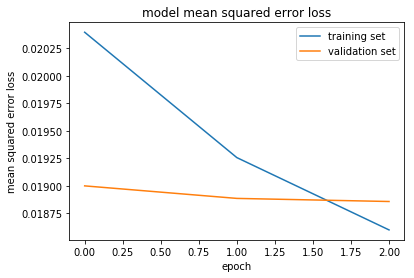 model mean squared error loss
training set
validation set
mean squared error loss
0.02025
0.02000
0.01975
0.01950
0.01925
0.01900
0.01875
0.00 0.25 0.50 0.75 1.00 1.25 1.50 1.75 2.00
epoch